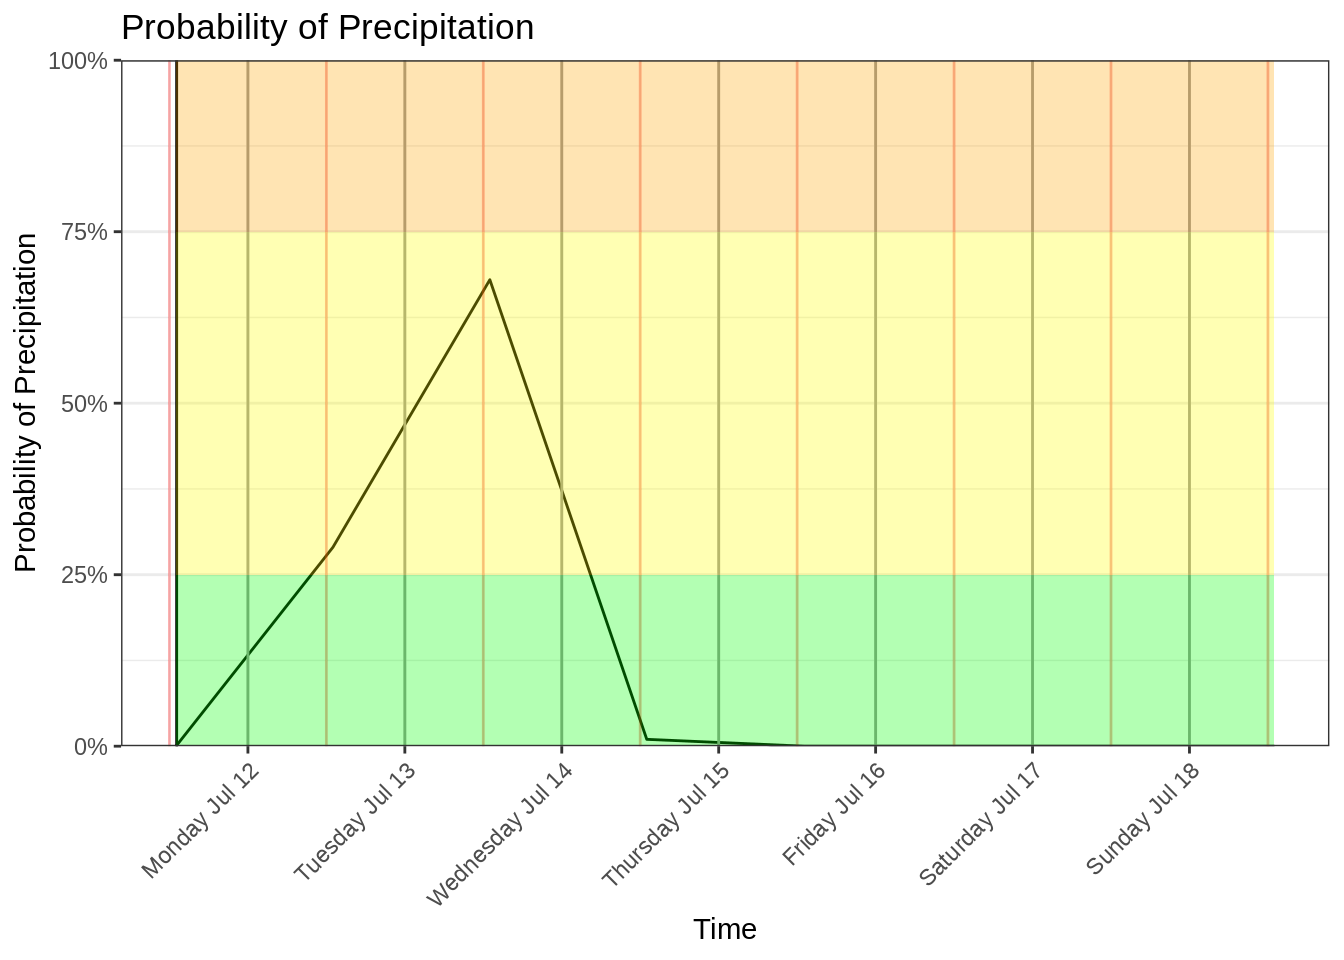 Probability of Precipitation
Probability of Precipitation
100%
75%
50%
25%
0%
Monday Jul 12
Tuesday Jul 13
Wednesday Jul 14
Thursday Jul 15
Friday Jul 16
Saturday Jul 17
Sunday Jul 18
Time